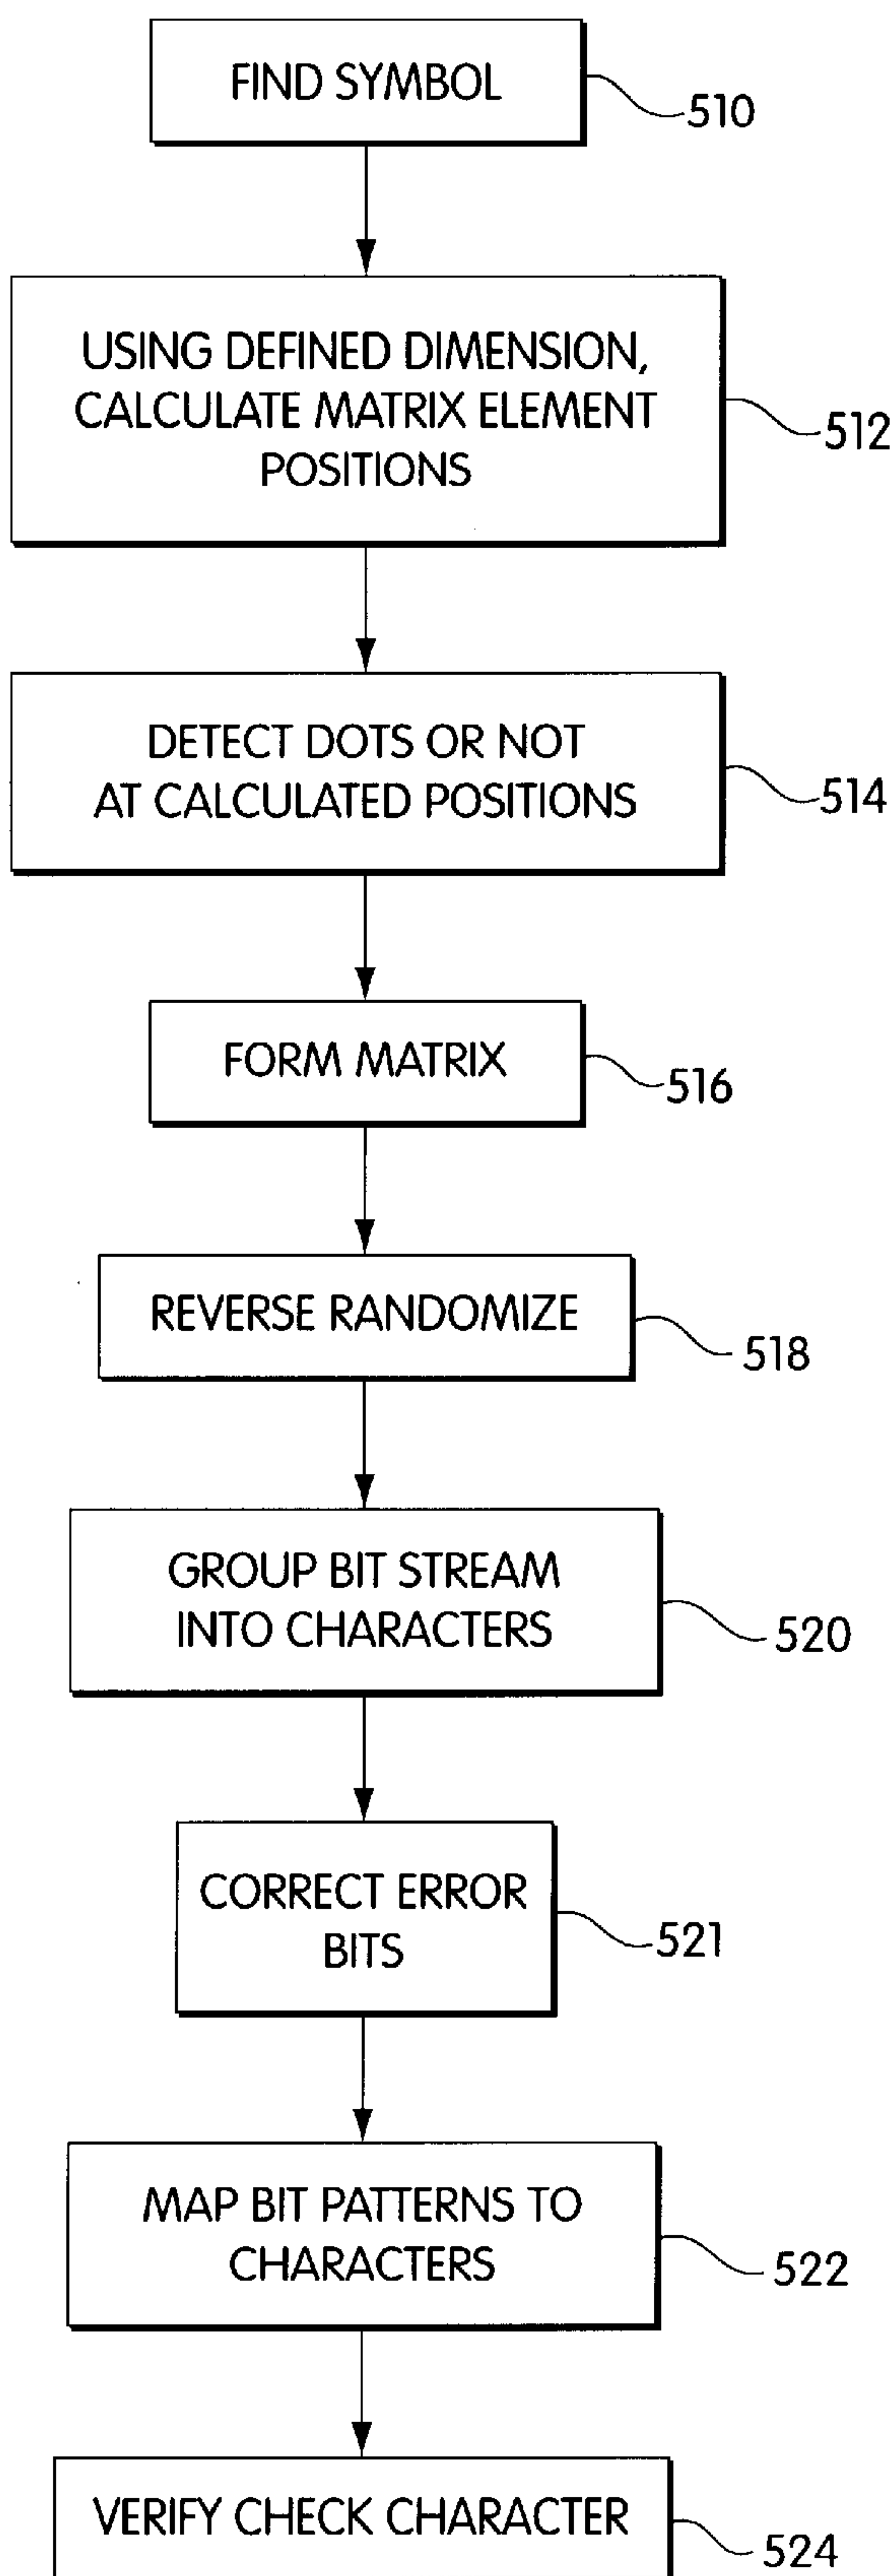 FIND SYMBOL
510
USING DEFINED DIMENSION,
CALCULATE MATRIX ELEMENT
POSITIONS
512
DETECT DOTS OR NOT
AT CALCULATED POSITIONS
514
FORM MATRIX
516
REVERSE RANDOMIZE
518
GROUP BIT STREAM
INTO CHARACTERS
520
CORRECT ERROR
BITS
521
MAP BIT PATTERNS TO
CHARACTERS
522
VERIFY CHECK CHARACTER
524